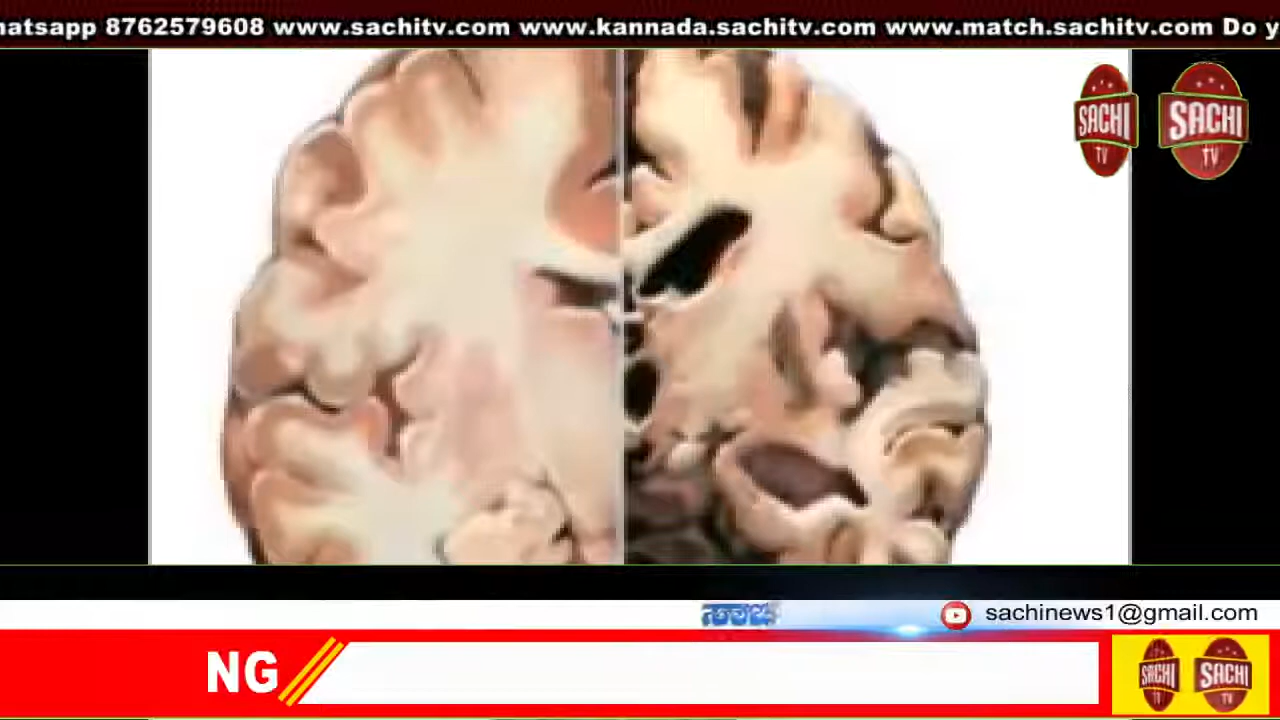 hatsapp 8762579608 www.sachitv.com www.kannada.sachitv.com www.match.sachitv.com Do y
SACHI TV
SACHI TV
sachinews1@gmail.com
NG
SACHI TV
SACHI TV